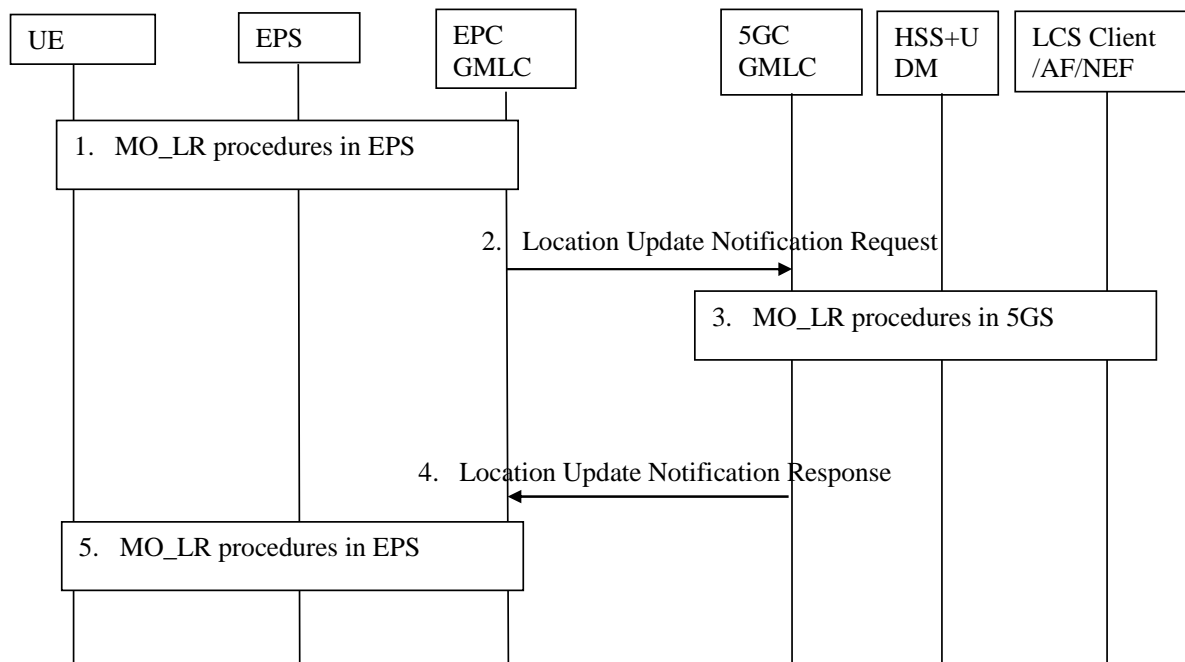 UE
EPS
EPC
GMLC
5GC
GMLC
HSS+U
DM
LCS Client
/AF/NEF
1. MO_LR procedures in EPS
2. Location Update Notification Request
3. MO_LR procedures in 5GS
4. Location Update Notification Response
5. MO_LR procedures in EPS